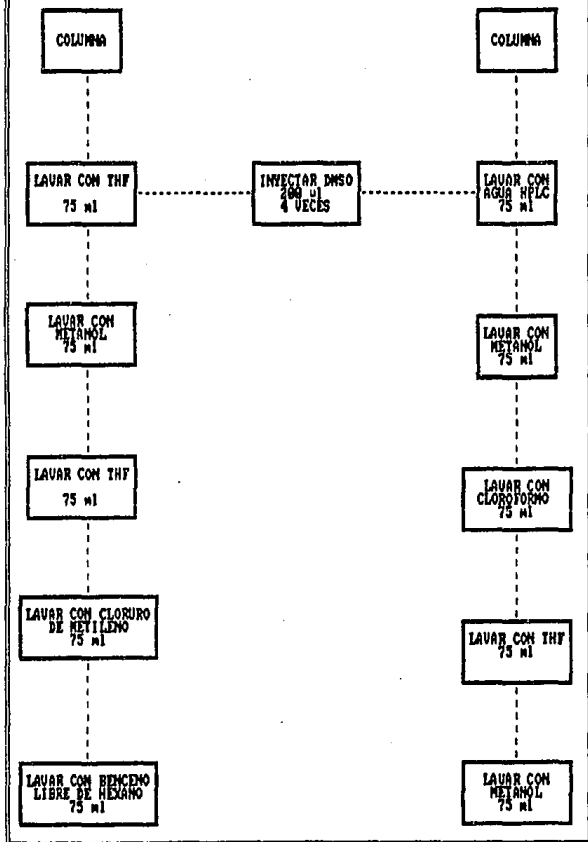 COLUMNA
COLUMNA
LAVAR CON THF
75 ml
INYECTAR DMSO
200 ul
4 VECES
LAVAR CON
AGUA HPLC
75 ml
LAVAR CON
METANOL
75 ml
LAVAR CON
METANOL
75 ml
LAVAR CON THF
75 ml
LAVAR CON
CLOROFORMO
75 ml
LAVAR CON CLORURO
DE METILENO
75 ml
LAVAR CON THF
75 ml
LAVAR CON BENCENO
LIBRE DE HEXANO
75 ml
LAVAR CON
METANOL
75 ml